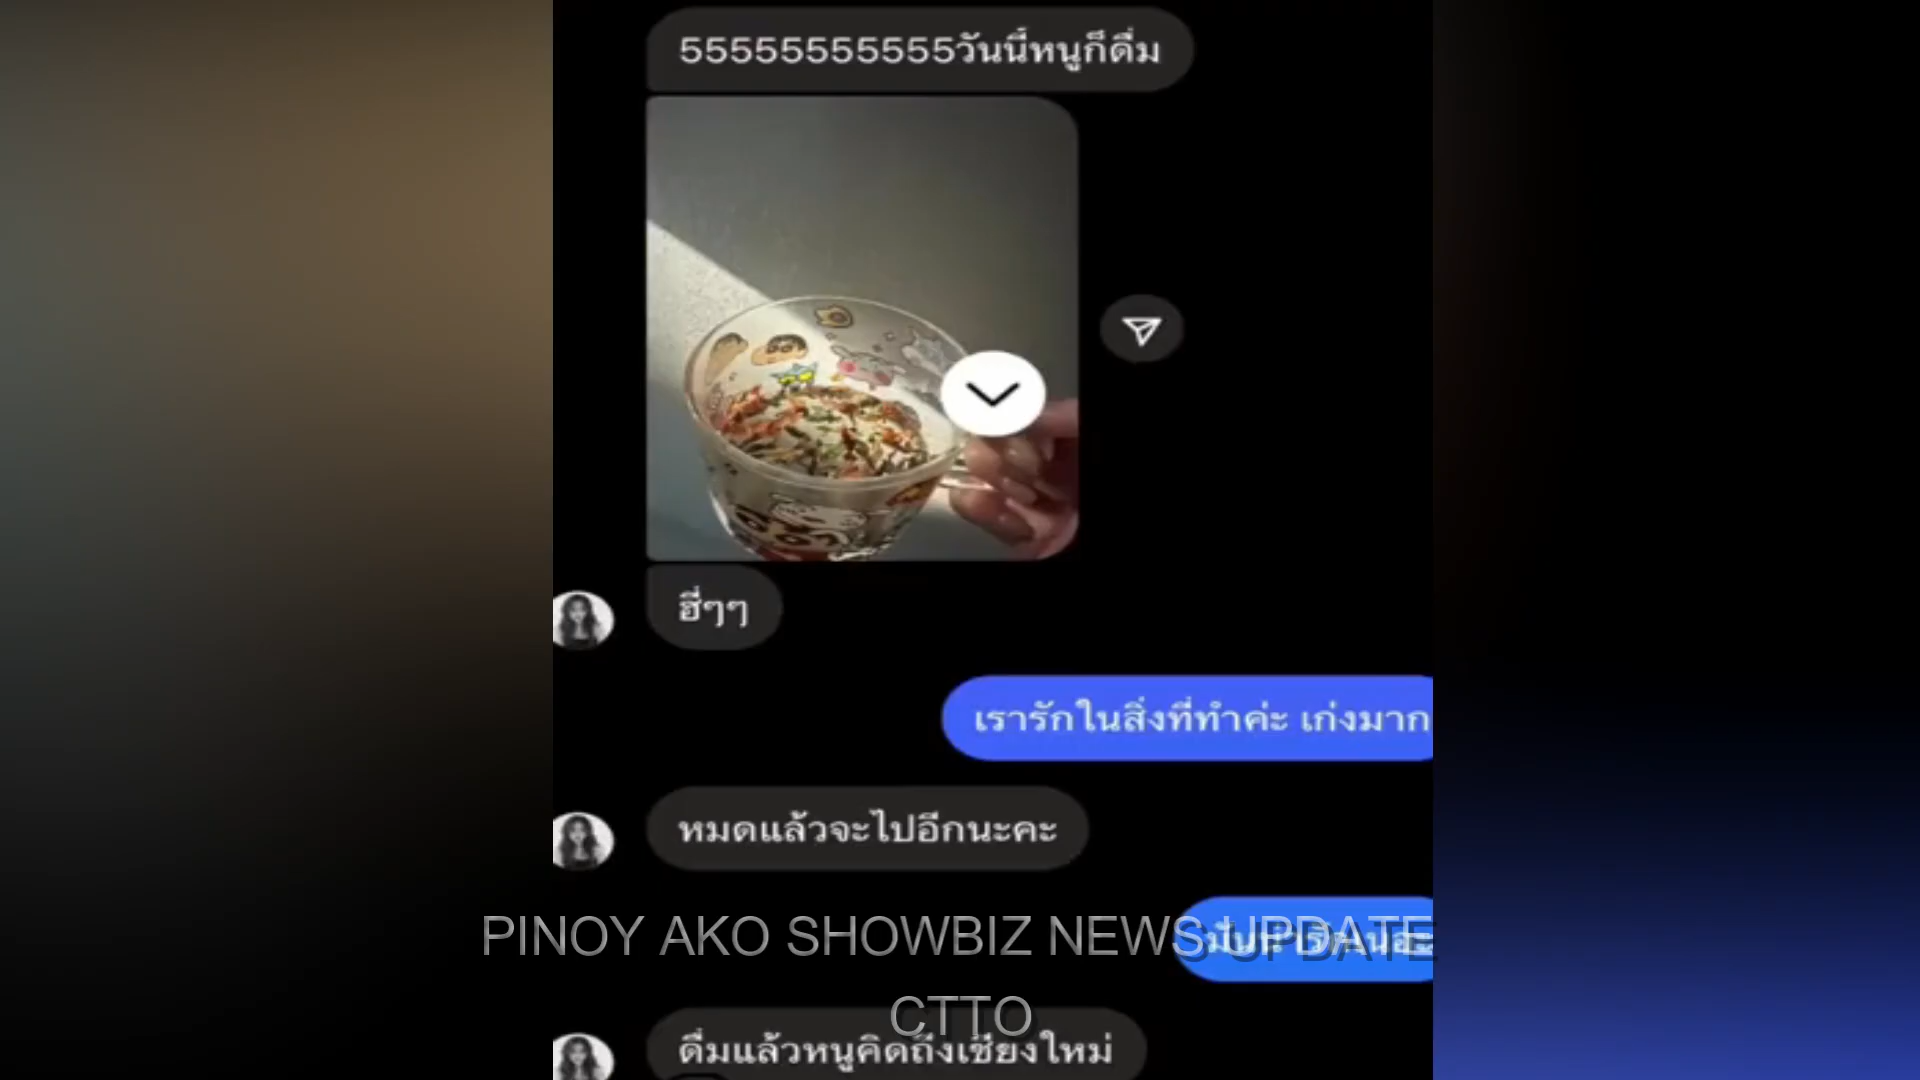 55555555555วันนี้หนูก็ดื่ม
ฮี่ๆๆ
เรารักในสิ่งที่ทำค่ะ เก่งมาก
หมดแล้วจะไปอีกนะคะ
PINOY AKO SHOWBIZ NEWS UPDATE
CTTO
ดื่มแล้วหนูคิดถึงเชียงใหม่